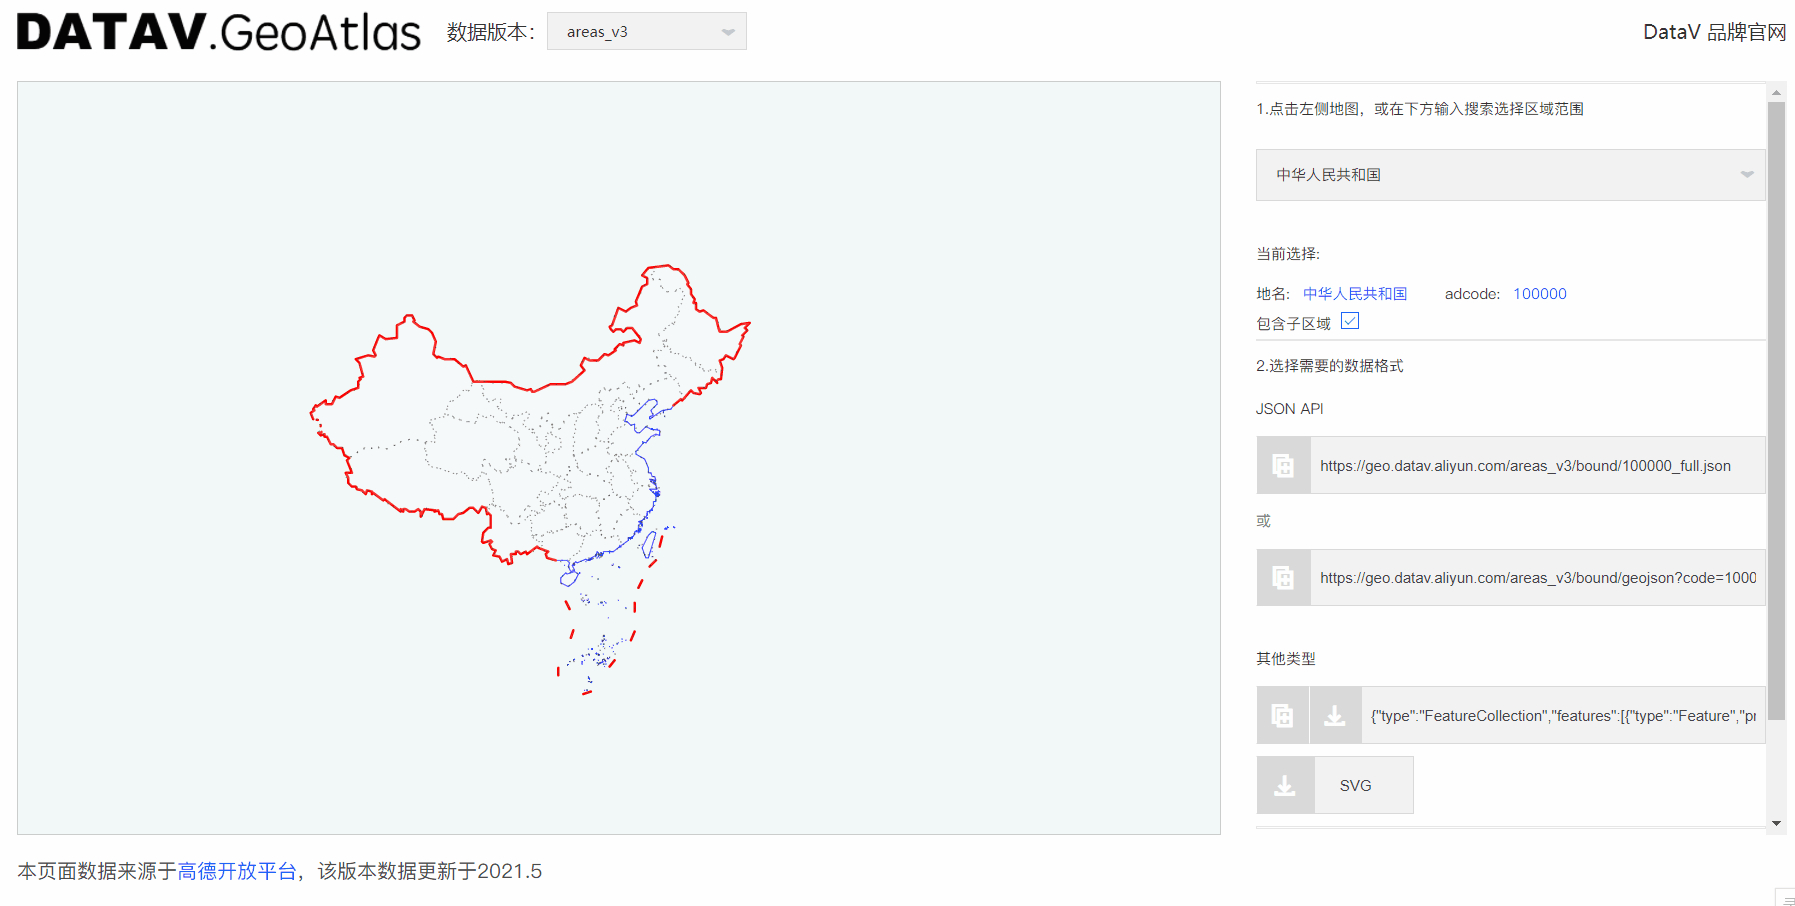 DATAV.GeoAtlas
数据版本：
areas_v3
DataV 品牌官网
1.点击左侧地图，或在下方输入搜索选择区域范围
中华人民共和国
当前选择:
地名: 中华人民共和国 adcode: 100000
包含子区域
2.选择需要的数据格式
JSON API
https://geo.datav.aliyun.com/areas_v3/bound/100000_full.json
或
https://geo.datav.aliyun.com/areas_v3/bound/geojson?code=1000
其他类型
{"type":"FeatureCollection","features":[{"type":"Feature","pr
SVG
本页面数据来源于高德开放平台，该版本数据更新于2021.5